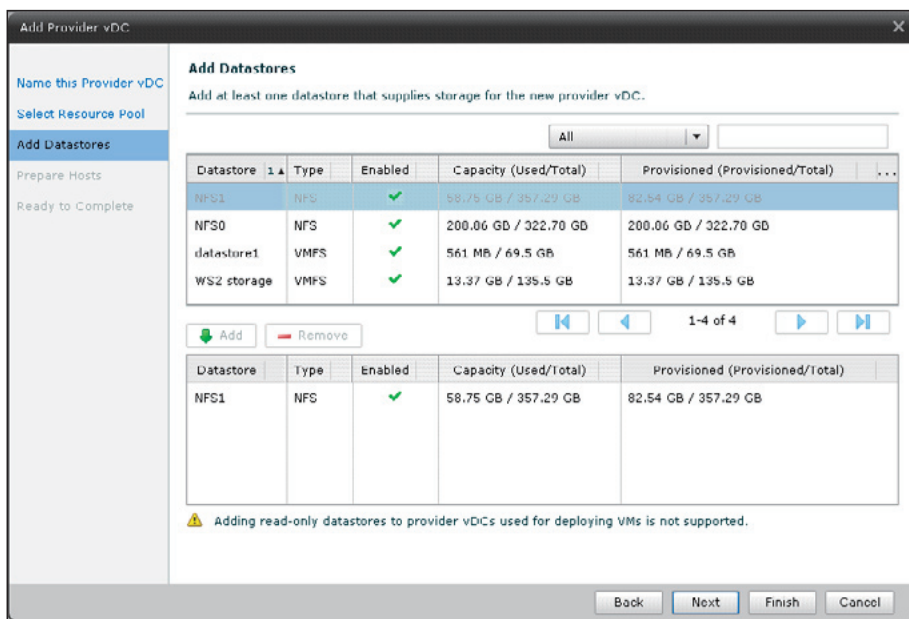 Add Provider vDC
Name this Provider vDC
Select Resource Pool
Add Datastores
Prepare Hosts
Ready to Complete
Add Datastores
Add at least one datastore that supplies storage for the new provider vDC.
All
Datastore 1▲ Type Enabled Capacity (Used/Total) Provisioned (Provisioned/Total) ...
NFS1 NFS 58.75 GB / 357.29 GB 82.54 GB / 357.29 GB
NFS0 NFS 200.06 GB / 322.70 GB 200.06 GB / 322.70 GB
datastore1 VMFS 561 MB / 69.5 GB 561 MB / 69.5 GB
WS2 storage VMFS 13.37 GB / 135.5 GB 13.37 GB / 135.5 GB
1-4 of 4
Add Remove
Datastore Type Enabled Capacity (Used/Total) Provisioned (Provisioned/Total)
NFS1 NFS 58.75 GB / 357.29 GB 82.54 GB / 357.29 GB
Adding read-only datastores to provider vDCs used for deploying VMs is not supported.
Back Next Finish Cancel